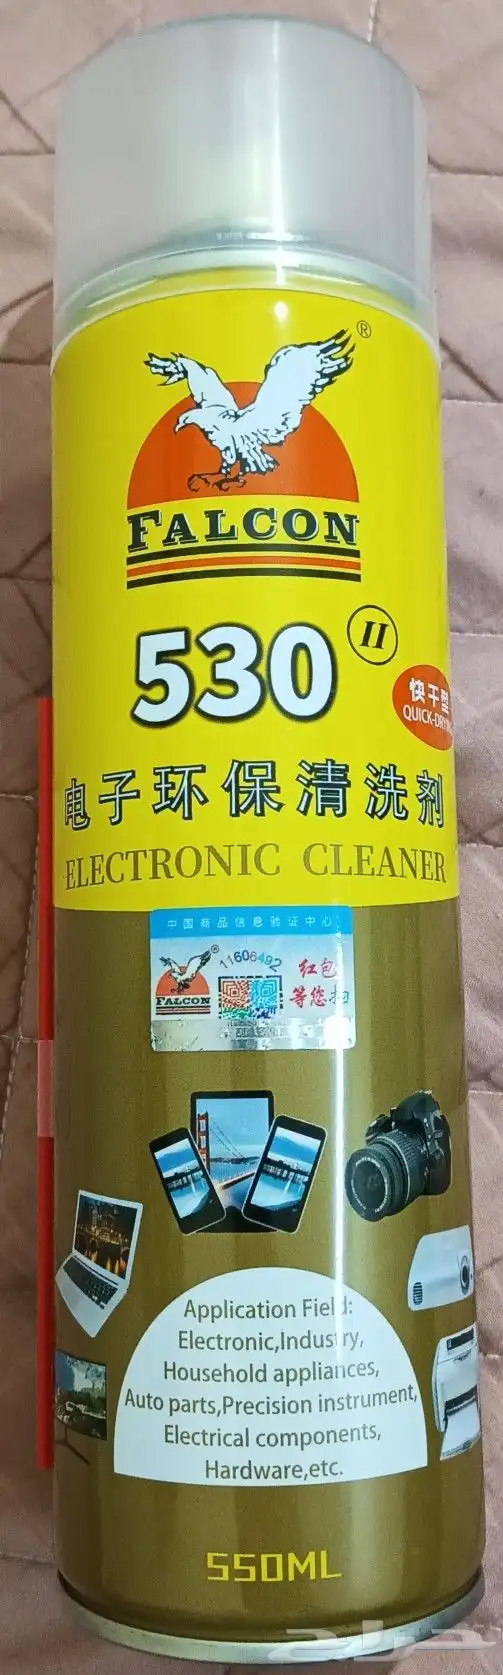 ®
FALCON
530 II
快干型
QUICK-DRYING
电子环保清洗剂
ELECTRONIC CLEANER
中国商品信息验证中心
11606492
FALCON
®
红包
等您扫
Application Field:
Electronic,Industry,
Household appliances,
Auto parts,Precision instrument,
Electrical components,
Hardware,etc.
550ML
حراج